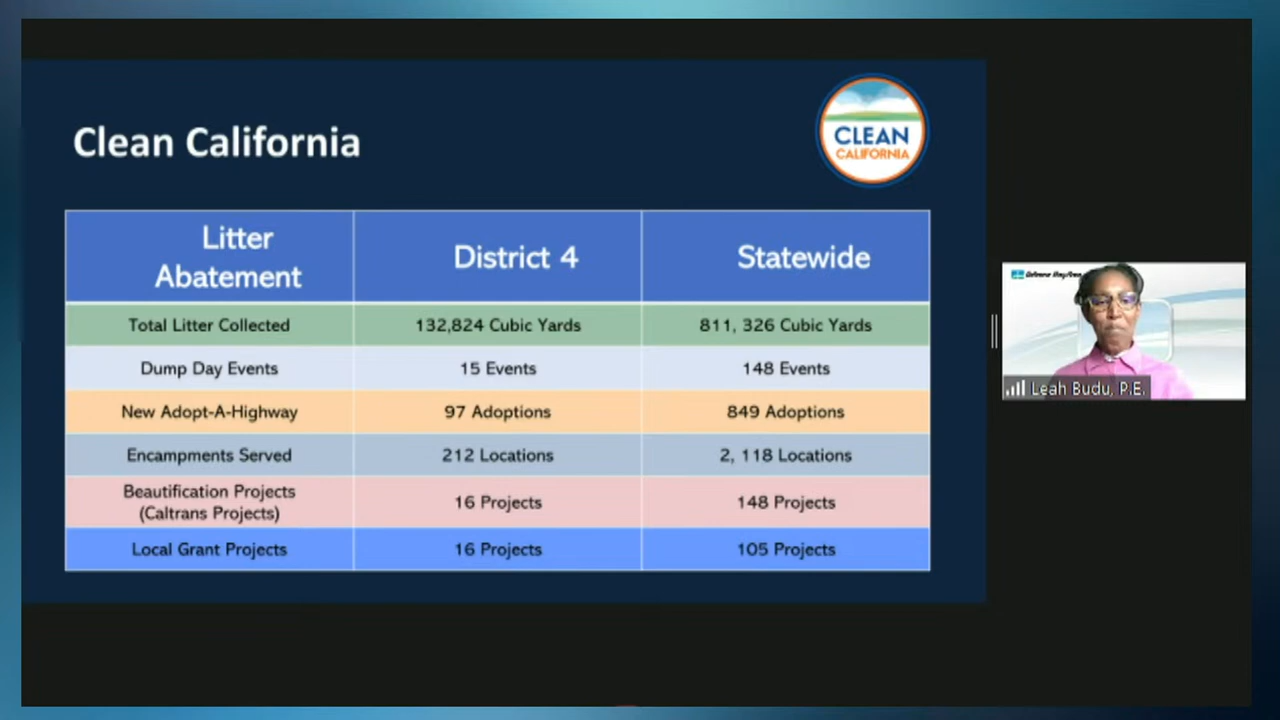 Clean California
CLEAN
CALIFORNIA
Litter
Abatement
District 4
Statewide
Total Litter Collected
132,824 Cubic Yards
811, 326 Cubic Yards
Dump Day Events
15 Events
148 Events
New Adopt-A-Highway
97 Adoptions
849 Adoptions
Encampments Served
212 Locations
2, 118 Locations
Beautification Projects
(Caltrans Projects)
16 Projects
148 Projects
Local Grant Projects
16 Projects
105 Projects
Leah Budu, P.E.